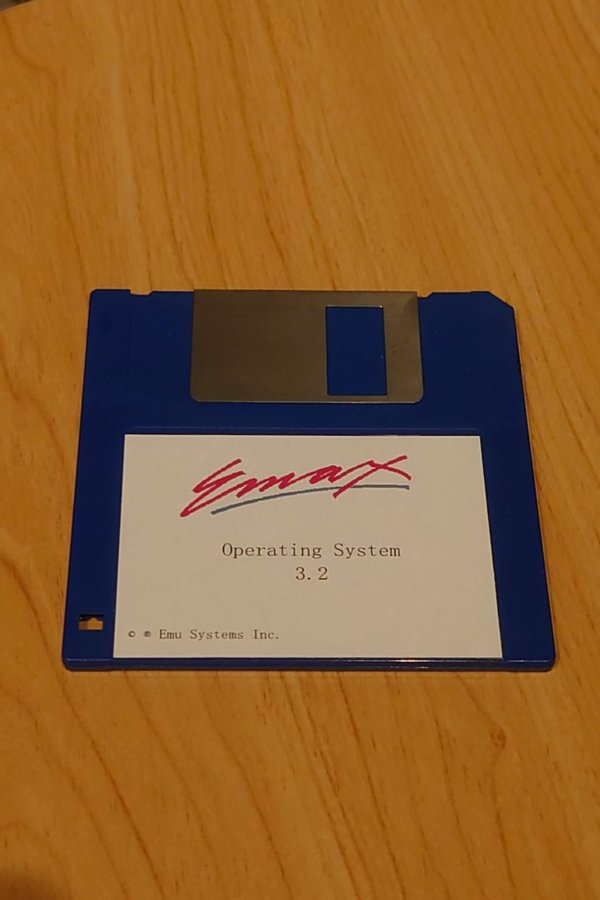 Emax
Operating System
3.2
© ® Emu Systems Inc.